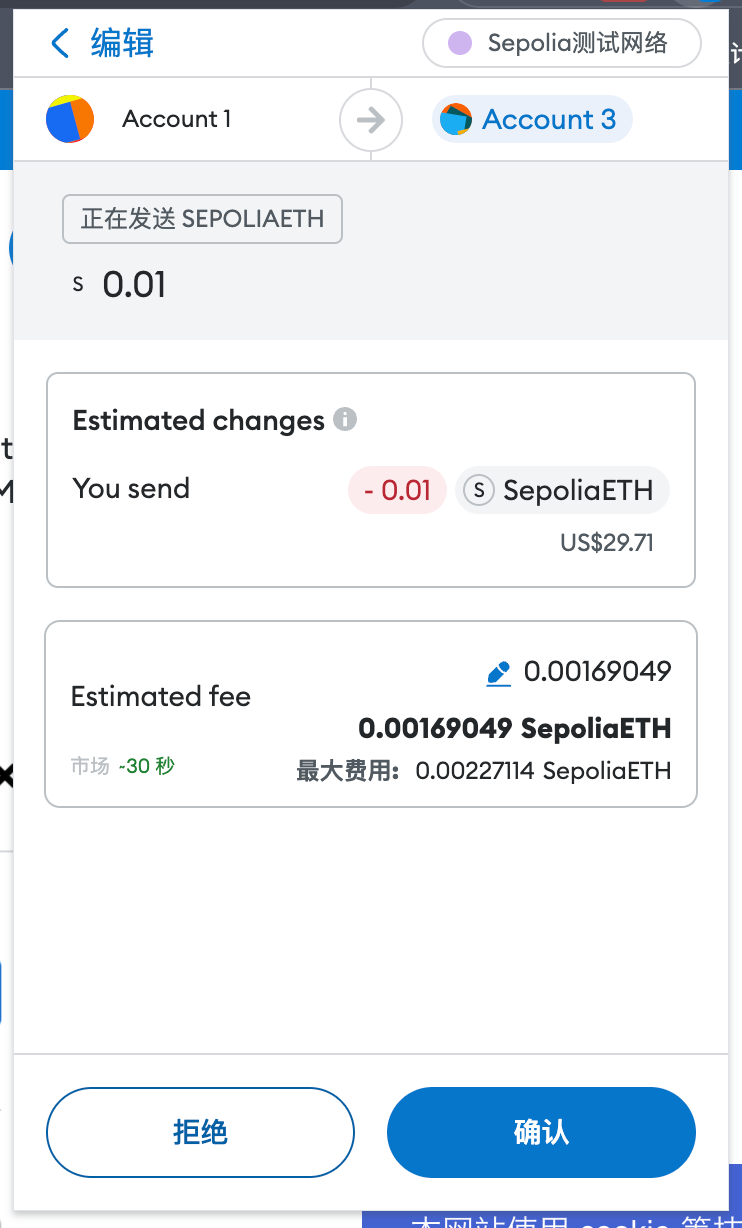 编辑
Sepolia测试网络
Account 1
Account 3
正在发送 SEPOLIAETH
S 0.01
Estimated changes
You send - 0.01 S SepoliaETH
US$29.71
Estimated fee
0.00169049
0.00169049 SepoliaETH
市场 ~30 秒
最大费用: 0.00227114 SepoliaETH
拒绝
确认